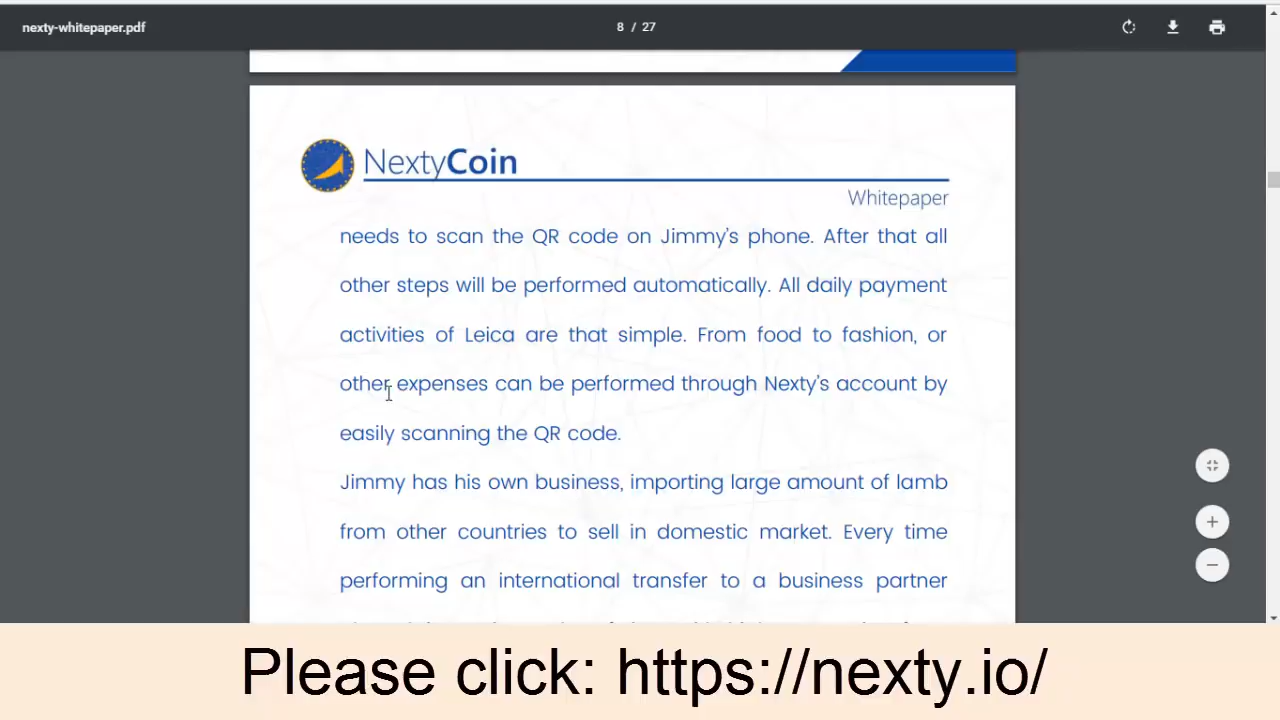 nexty-whitepaper.pdf
8 / 27
NextyCoin
Whitepaper
needs to scan the QR code on Jimmy's phone. After that all
other steps will be performed automatically. All daily payment
activities of Leica are that simple. From food to fashion, or
other expenses can be performed through Nexty's account by
easily scanning the QR code.
Jimmy has his own business, importing large amount of lamb
from other countries to sell in domestic market. Every time
performing an international transfer to a business partner
Please click: https://nexty.io/